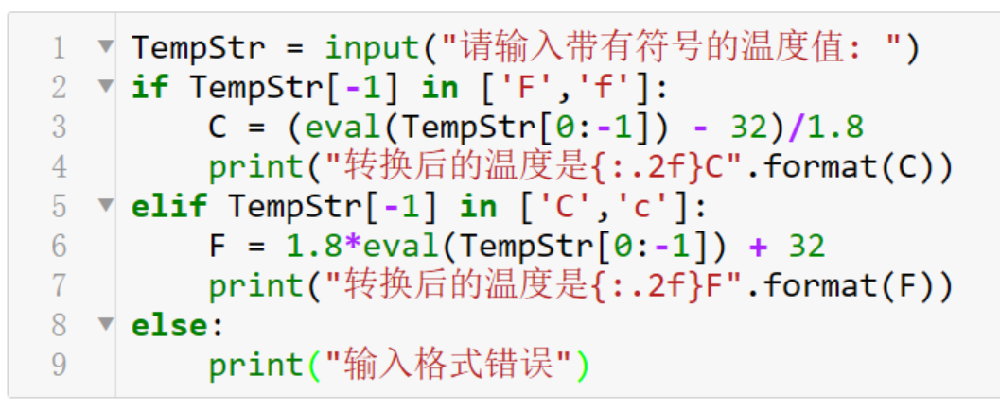 1 TempStr = input("请输入带有符号的温度值: ")
2 if TempStr[-1] in ['F','f']:
3     C = (eval(TempStr[0:-1]) - 32)/1.8
4     print("转换后的温度是{:.2f}C".format(C))
5 elif TempStr[-1] in ['C','c']:
6     F = 1.8*eval(TempStr[0:-1]) + 32
7     print("转换后的温度是{:.2f}F".format(F))
8 else:
9     print("输入格式错误")